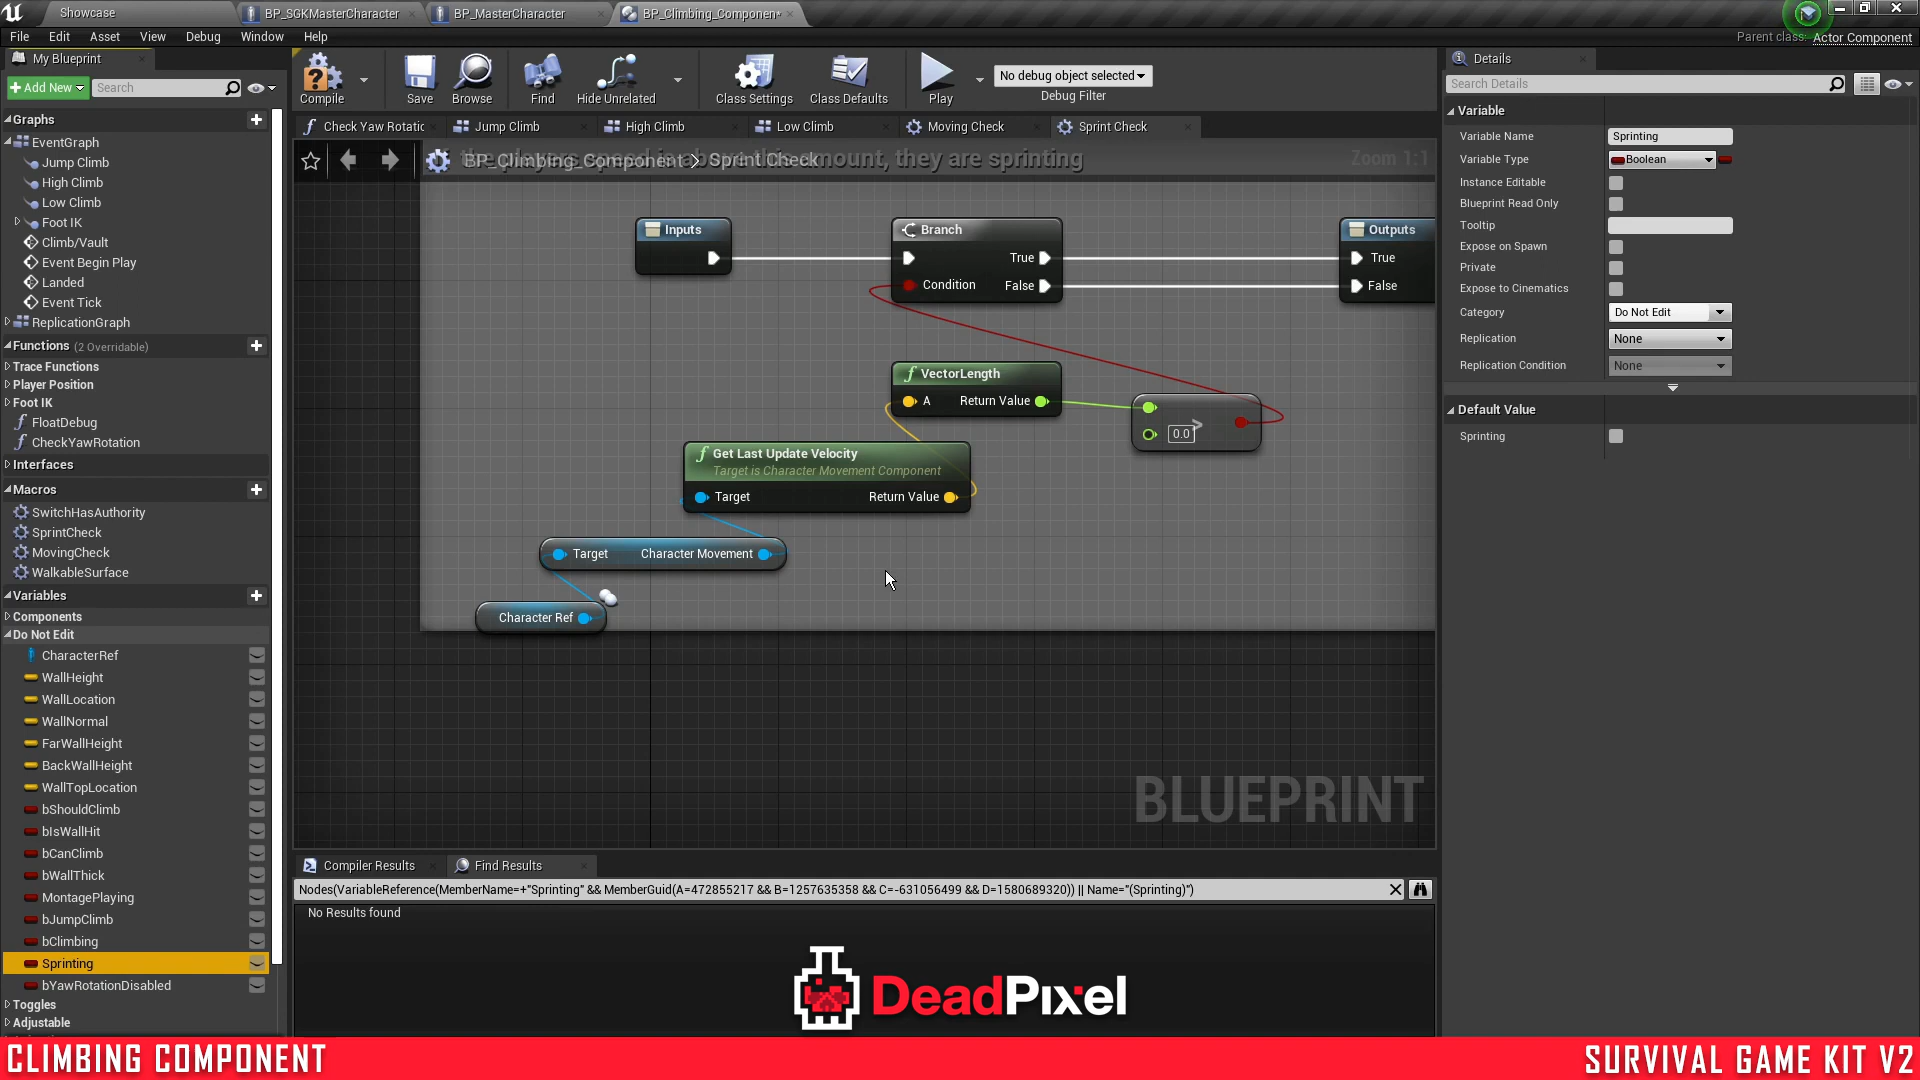 Showcase
BP_SGKMasterCharacter
BP_MasterCharacter
BP_Climbing_Componen*
File Edit Asset View Debug Window Help
Parent class: Actor Component
My Blueprint
Add New
Search
Compile
Save
Browse
Find
Hide Unrelated
Class Settings
Class Defaults
Play
No debug object selected
Debug Filter
Details
Search Details
Graphs
EventGraph
Jump Climb
High Climb
Low Climb
Foot IK
Climb/Vault
Event Begin Play
Landed
Event Tick
ReplicationGraph
Functions (2 Overridable)
Trace Functions
Player Position
Foot IK
FloatDebug
CheckYawRotation
Interfaces
Macros
SwitchHasAuthority
SprintCheck
MovingCheck
WalkableSurface
Variables
Components
Do Not Edit
CharacterRef
WallHeight
WallLocation
WallNormal
FarWallHeight
BackWallHeight
WallTopLocation
bShouldClimb
bIsWallHit
bCanClimb
bWallThick
MontagePlaying
bJumpClimb
bClimbing
Sprinting
bYawRotationDisabled
Toggles
Adjustable
Check Yaw Rotatic
Jump Climb
High Climb
Low Climb
Moving Check
Sprint Check
BP_Climbing_Component > Sprint Check
amount, they are sprinting
Zoom 1:1
Inputs
Branch
True
Condition False
Outputs
True
False
VectorLength
A Return Value
>
0.0
Get Last Update Velocity
Target is Character Movement Component
Target Return Value
Target Character Movement
Character Ref
BLUEPRINT
Compiler Results
Find Results
Nodes(VariableReference(MemberName=+"Sprinting" && MemberGuid(A=472855217 && B=1257635358 && C=-631056499 && D=1580689320)) || Name="(Sprinting)")
No Results found
Variable
Variable Name Sprinting
Variable Type Boolean
Instance Editable
Blueprint Read Only
Tooltip
Expose on Spawn
Private
Expose to Cinematics
Category Do Not Edit
Replication None
Replication Condition None
Default Value
Sprinting
DeadPixel
CLIMBING COMPONENT
SURVIVAL GAME KIT V2